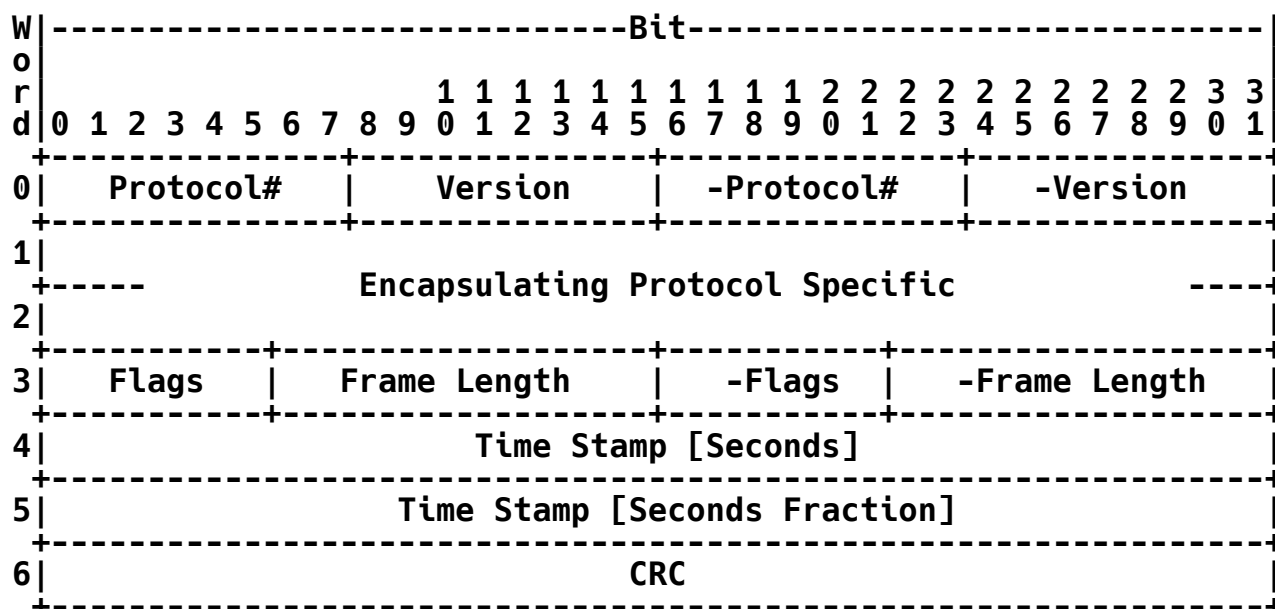 W|------------------------------Bit------------------------------|
o|
r|                    1 1 1 1 1 1 1 1 1 1 2 2 2 2 2 2 2 2 2 2 3 3
d|0 1 2 3 4 5 6 7 8 9 0 1 2 3 4 5 6 7 8 9 0 1 2 3 4 5 6 7 8 9 0 1|
 +---------------+---------------+---------------+---------------+
0|   Protocol#   |    Version    |  -Protocol#   |   -Version    |
 +---------------+---------------+---------------+---------------+
1|                                                               |
 +-----           Encapsulating Protocol Specific            ----+
2|                                                               |
 +-----------+-------------------+-----------+-------------------+
3|   Flags   |   Frame Length    |   -Flags  |   -Frame Length   |
 +-----------+-------------------+-----------+-------------------+
4|                      Time Stamp [Seconds]                     |
 +---------------------------------------------------------------+
5|                  Time Stamp [Seconds Fraction]                |
 +---------------------------------------------------------------+
6|                              CRC                              |
 +---------------------------------------------------------------+